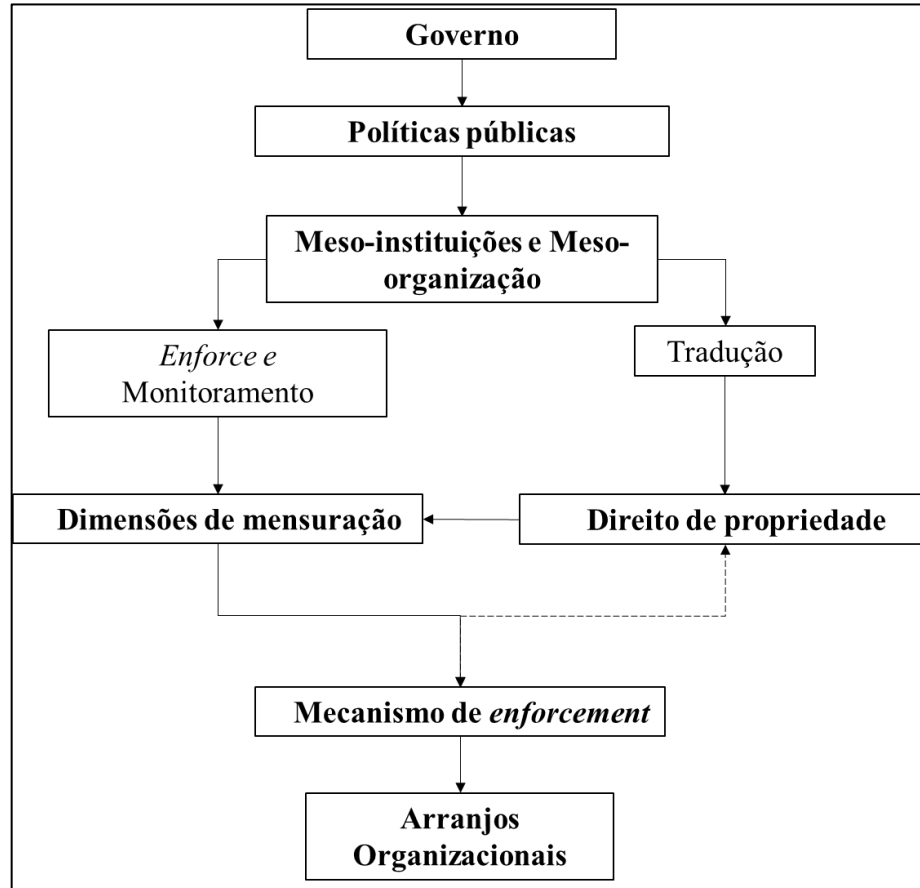 Governo
Políticas públicas
Meso-instituições e Meso-
organização
Enforce e
Monitoramento
Tradução
Dimensões de mensuração
Direito de propriedade
Mecanismo de enforcement
Arranjos
Organizacionais